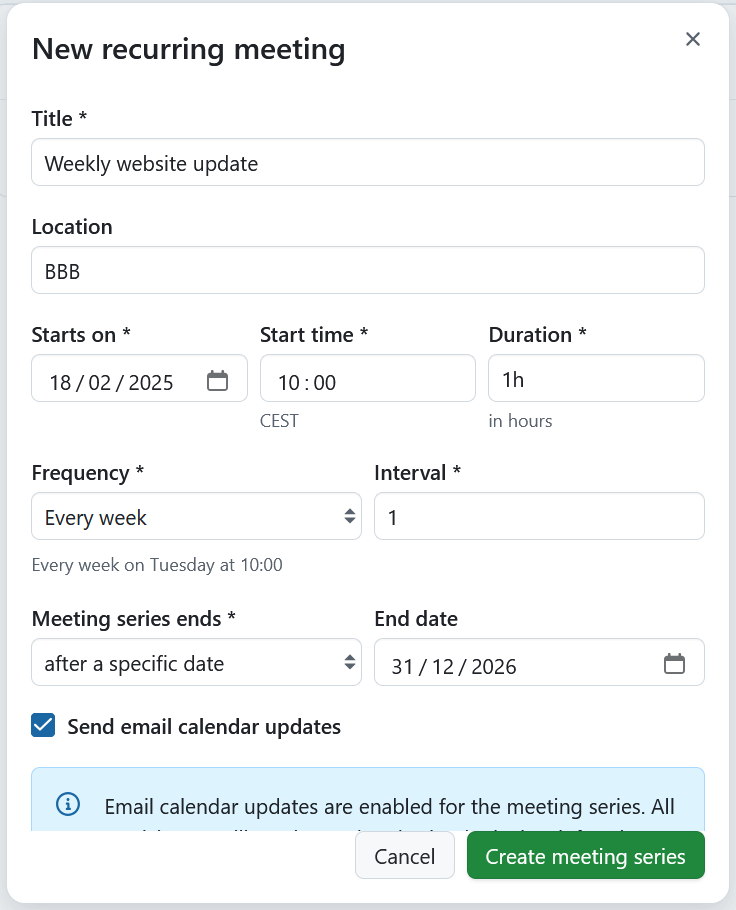 New recurring meeting
Title *
Weekly website update
Location
BBB
Starts on * Start time * Duration *
18 / 02 / 2025 10 : 00 1h
CEST in hours
Frequency * Interval *
Every week 1
Every week on Tuesday at 10:00
Meeting series ends * End date
after a specific date 31 / 12 / 2026
Send email calendar updates
Email calendar updates are enabled for the meeting series. All
Cancel Create meeting series